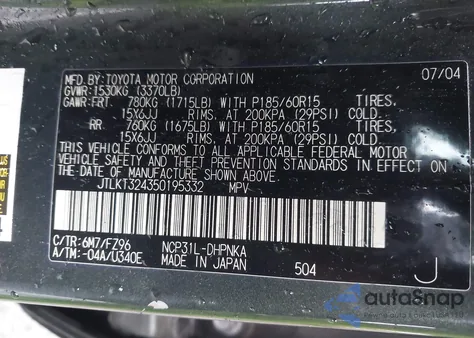 MFD. BY: TOYOTA MOTOR CORPORATION 07/04
GVWR: 1530KG (3370LB)
GAWR: FRT 780KG (1715LB) WITH P185/60R15 TIRES,
15X6JJ RIMS, AT 200KPA (29PSI) COLD.
RR 760KG (1675LB) WITH P185/60R15 TIRES,
15X6JJ RIMS, AT 200KPA (29PSI) COLD.
THIS VEHICLE CONFORMS TO ALL APPLICABLE FEDERAL MOTOR
VEHICLE SAFETY AND THEFT PREVENTION STANDARDS IN EFFECT ON
THE DATE OF MANUFACTURE SHOWN ABOVE.
JTLKT324350195332 MPV
C/TR: 6M7/FZ96 NCP31L-DHPNKA
A/TM: -04A/U340E MADE IN JAPAN 504 J
autoSnap